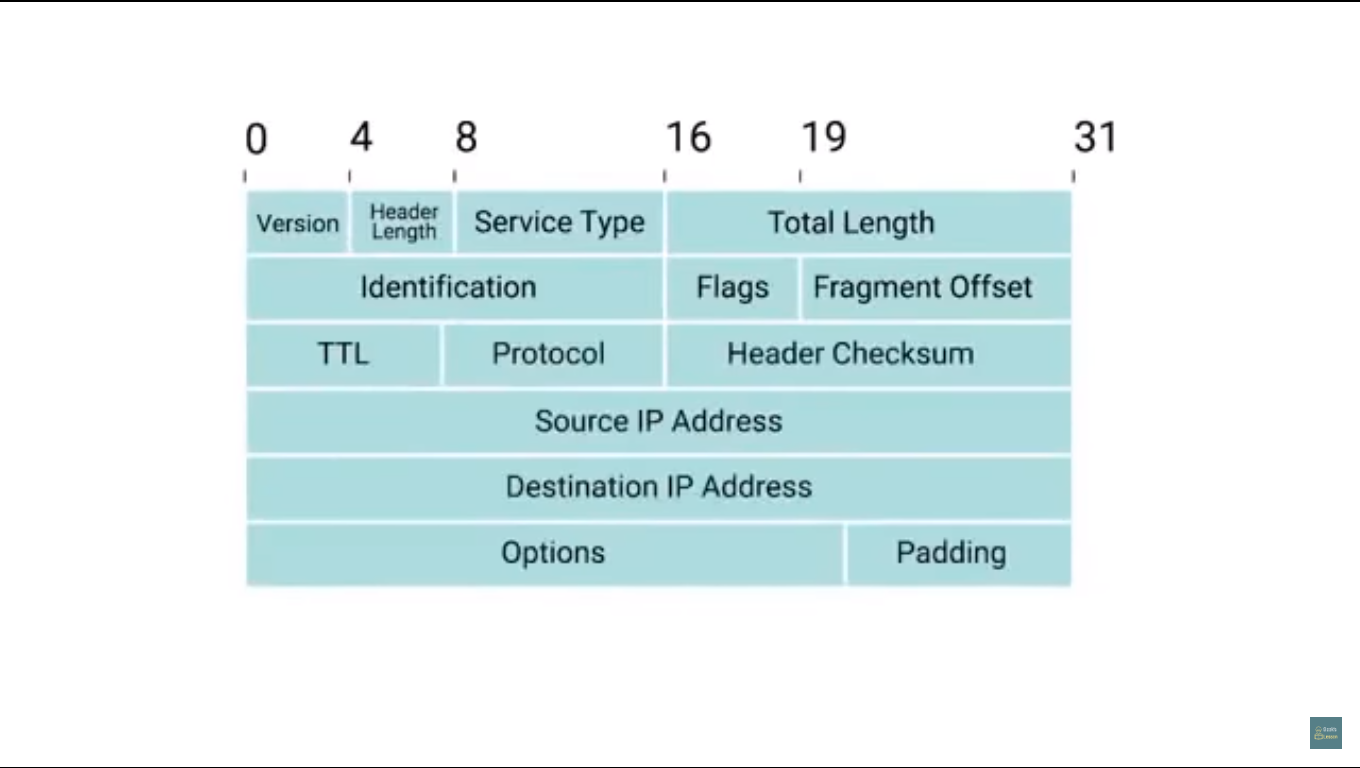 0 4 8 16 19 31
Version Header Length Service Type Total Length
Identification Flags Fragment Offset
TTL Protocol Header Checksum
Source IP Address
Destination IP Address
Options Padding